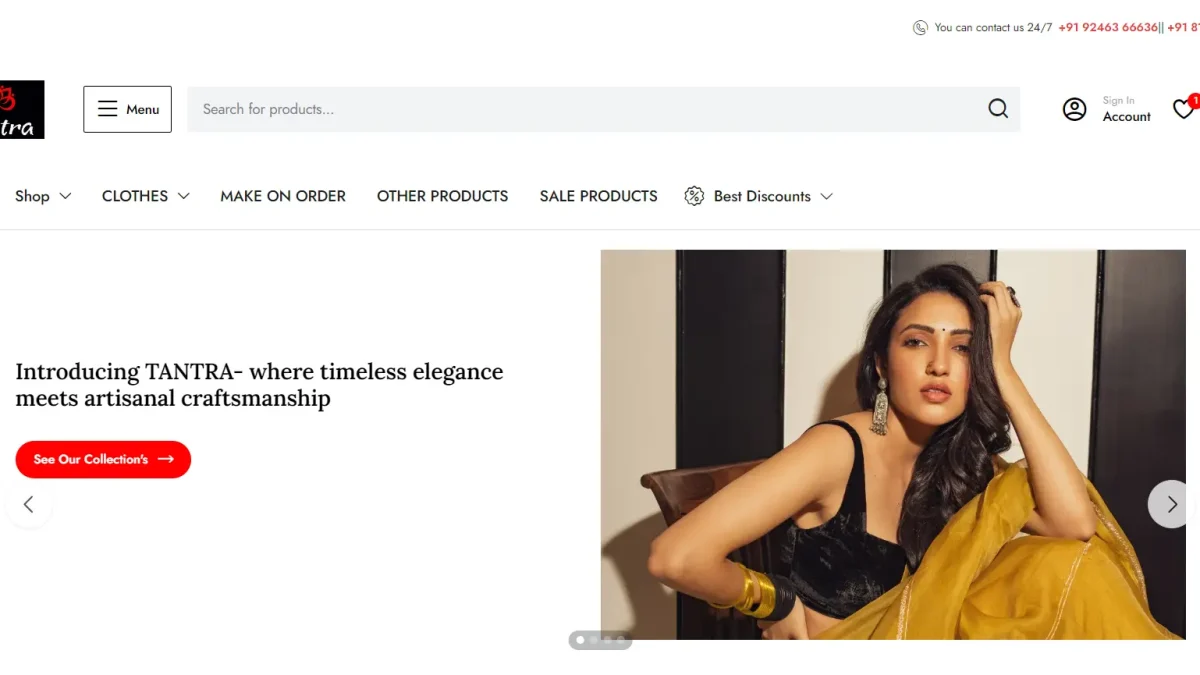 You can contact us 24/7 +91 92463 66636|| +91 8
tra
Menu
Search for products...
Sign In
Account
1
Shop
CLOTHES
MAKE ON ORDER
OTHER PRODUCTS
SALE PRODUCTS
Best Discounts
Introducing TANTRA- where timeless elegance
meets artisanal craftsmanship
See Our Collection's